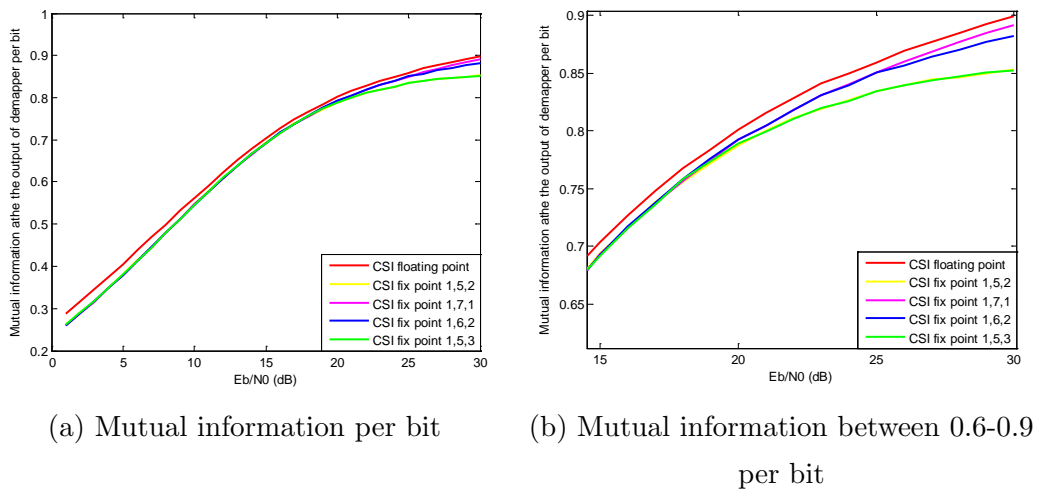 1
0.9
0.8
0.7
0.6
0.5
0.4
0.3
0.2
0
5
10
15
20
25
30
Mutual information athe the output of demapper per bit
Eb/N0 (dB)
CSI floating point
CSI fix point 1,5,2
CSI fix point 1,7,1
CSI fix point 1,6,2
CSI fix point 1,5,3
(a) Mutual information per bit
0.9
0.85
0.8
0.75
0.7
0.65
15
20
25
30
Mutual information athe the output of demapper per bit
Eb/N0 (dB)
CSI floating point
CSI fix point 1,5,2
CSI fix point 1,7,1
CSI fix point 1,6,2
CSI fix point 1,5,3
(b) Mutual information between 0.6-0.9
per bit